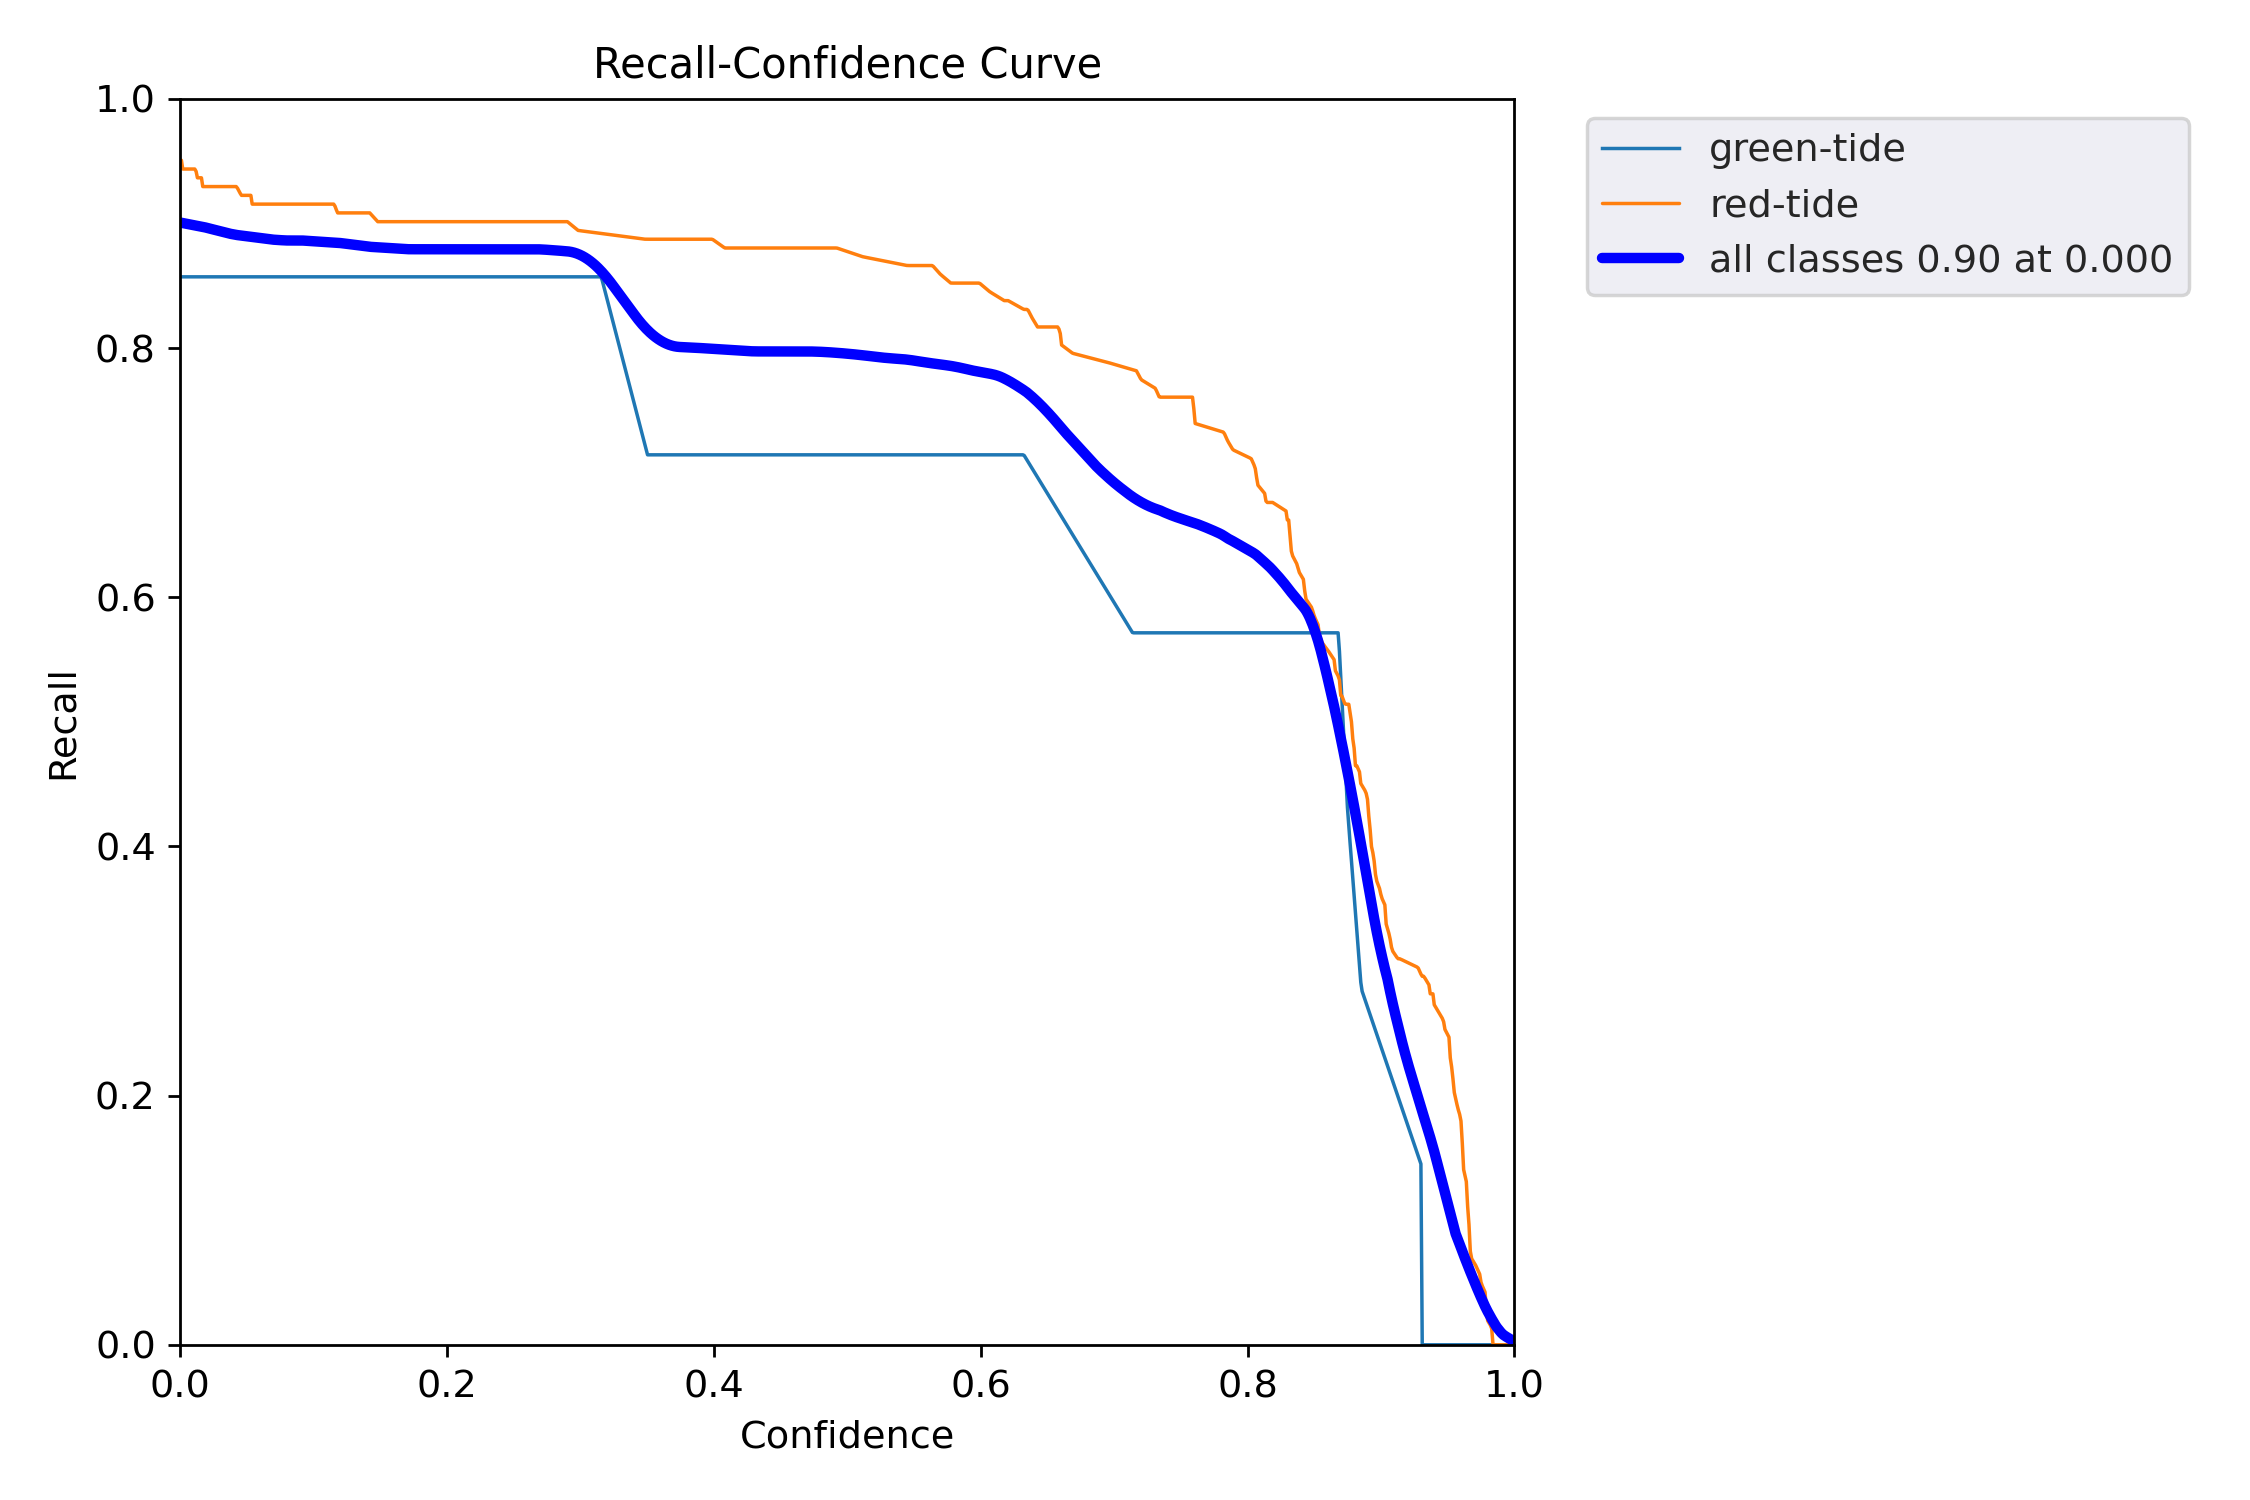 Recall-Confidence Curve
1.0
0.8
0.6
0.4
0.2
0.0
Recall
0.0 0.2 0.4 0.6 0.8 1.0
Confidence
green-tide
red-tide
all classes 0.90 at 0.000